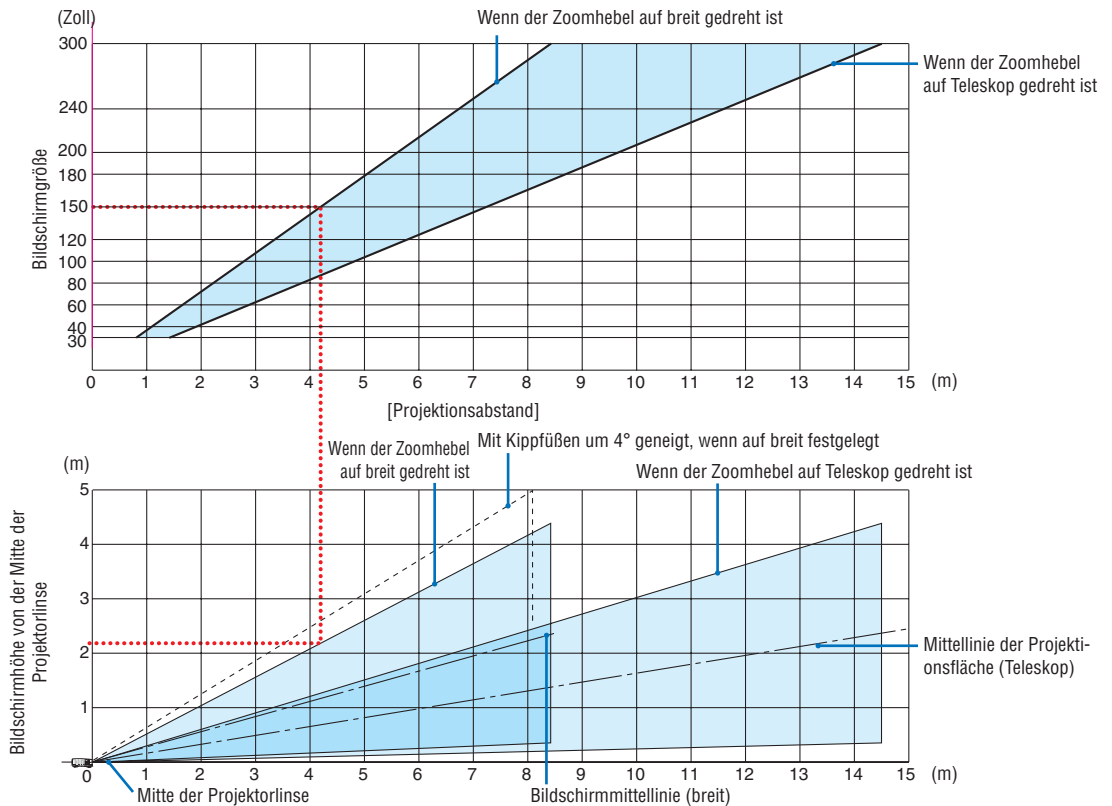 (Zoll)
Wenn der Zoomhebel auf breit gedreht ist
300
240
200
180
150
120
100
80
60
40
30
Bildschirmgröße
Wenn der Zoomhebel
auf Teleskop gedreht ist
0 1 2 3 4 5 6 7 8 9 10 11 12 13 14 15 (m)
[Projektionsabstand]
(m)
Wenn der Zoomhebel
auf breit gedreht ist
Mit Kippfüßen um 4° geneigt, wenn auf breit festgelegt
Wenn der Zoomhebel auf Teleskop gedreht ist
5
4
3
2
1
Bildschirmhöhe von der Mitte der
Projektorlinse
Mittellinie der Projekti-
onsfläche (Teleskop)
0 1 2 3 4 5 6 7 8 9 10 11 12 13 14 15 (m)
Mitte der Projektorlinse
Bildschirmmittellinie (breit)